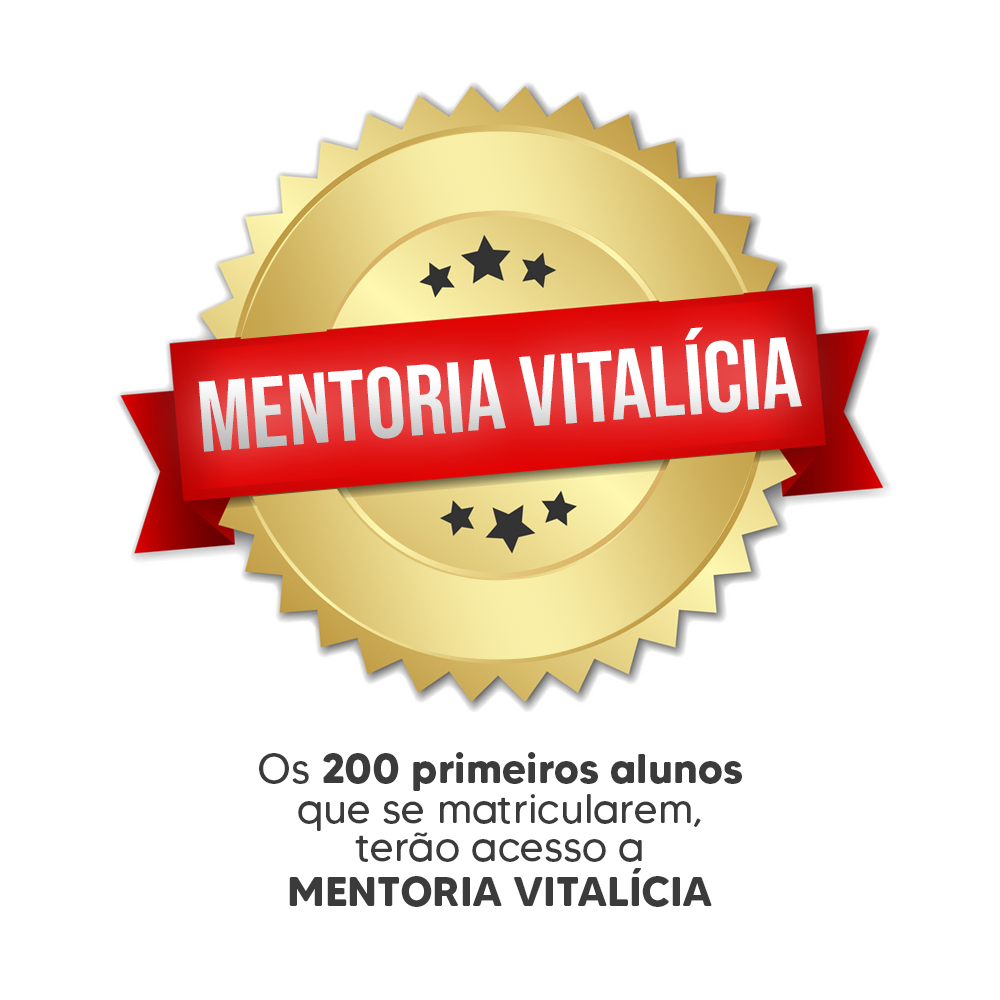 MENTORIA VITALÍCIA
Os 200 primeiros alunos
que se matricularem,
terão acesso a
MENTORIA VITALÍCIA